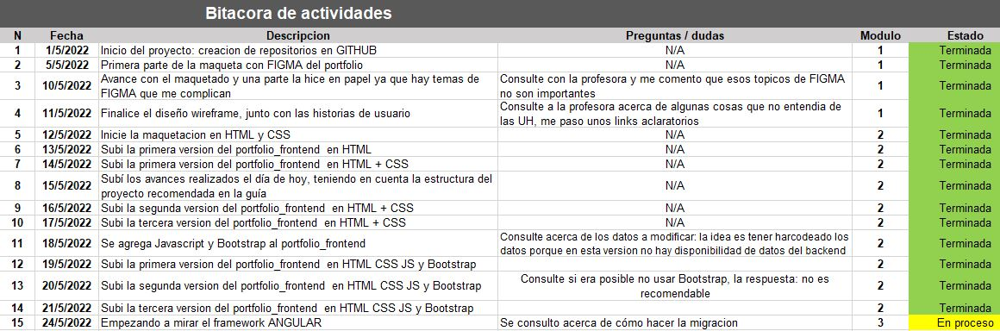 Bitacora de actividades
N Fecha Descripcion Preguntas / dudas Modulo Estado
1 1/5/2022 Inicio del proyecto: creacion de repositorios en GITHUB N/A 1 Terminada
2 5/5/2022 Primera parte de la maqueta con FIGMA del portfolio N/A 1 Terminada
3 10/5/2022 Avance con el maquetado y una parte la hice en papel ya que hay temas de
FIGMA que me complican
Consulte con la profesora y me comento que esos topicos de FIGMA
no son importantes
1 Terminada
4 11/5/2022 Finalice el diseño wireframe, junto con las historias de usuario
Consulte a la profesora acerca de algunas cosas que no entendia de
las UH, me paso unos links aclaratorios
1 Terminada
5 12/5/2022 Inicie la maquetacion en HTML y CSS N/A 2 Terminada
6 13/5/2022 Subi la primera version del portfolio_frontend en HTML N/A 2 Terminada
7 14/5/2022 Subi la primera version del portfolio_frontend en HTML + CSS N/A 2 Terminada
8 15/5/2022 Subí los avances realizados el día de hoy, teniendo en cuenta la estructura del
proyecto recomendada en la guía
N/A 2 Terminada
9 16/5/2022 Subi la segunda version del portfolio_frontend en HTML + CSS N/A 2 Terminada
10 17/5/2022 Subi la tercera version del portfolio_frontend en HTML + CSS N/A 2 Terminada
11 18/5/2022 Se agrega Javascript y Bootstrap al portfolio_frontend
Consulte acerca de los datos a modificar: la idea es tener harcodeado los
datos porque en esta version no hay disponibilidad de datos del backend
2 Terminada
12 19/5/2022 Subi la primera version del portfolio_frontend en HTML CSS JS y Bootstrap 2 Terminada
13 20/5/2022 Subi la segunda version del portfolio_frontend en HTML CSS JS y Bootstrap
Consulte si era posible no usar Bootstrap, la respuesta: no es
recomendable
2 Terminada
14 21/5/2022 Subi la tercera version del portfolio_frontend en HTML CSS JS y Bootstrap 2 Terminada
15 24/5/2022 Empezando a mirar el framework ANGULAR Se consulto acerca de cómo hacer la migracion 3 En proceso